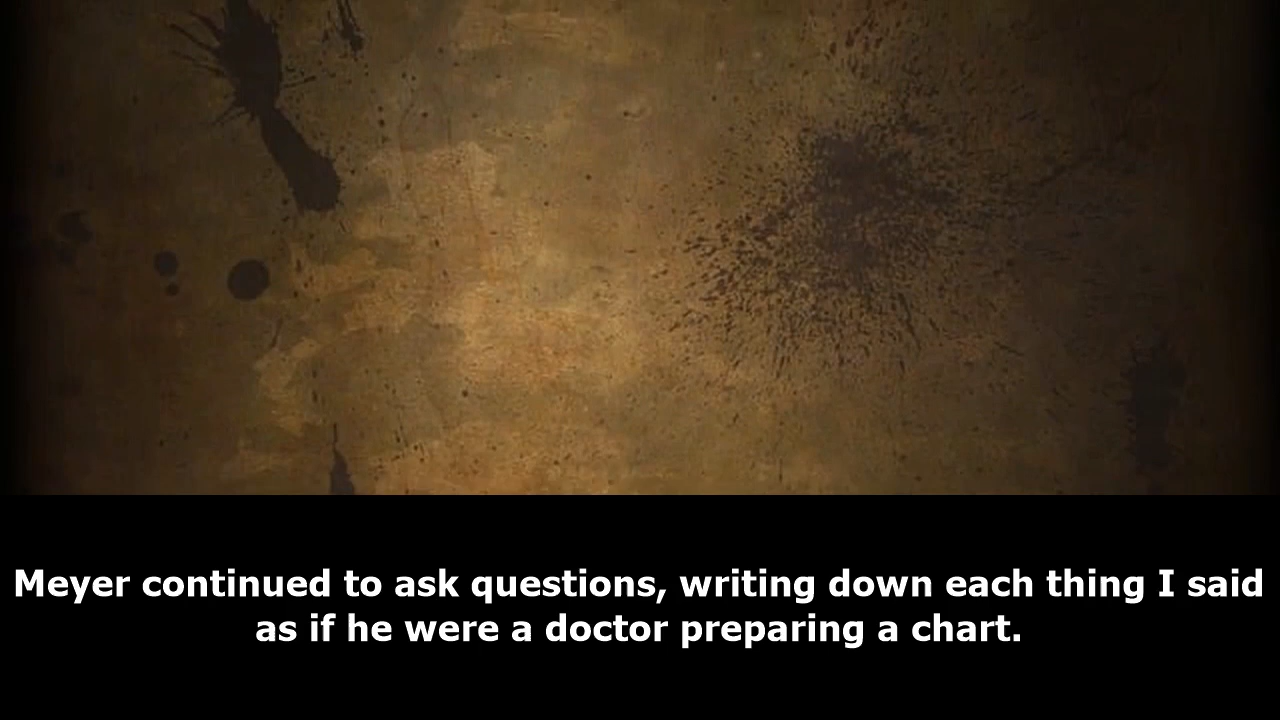 Meyer continued to ask questions, writing down each thing I said
as if he were a doctor preparing a chart.